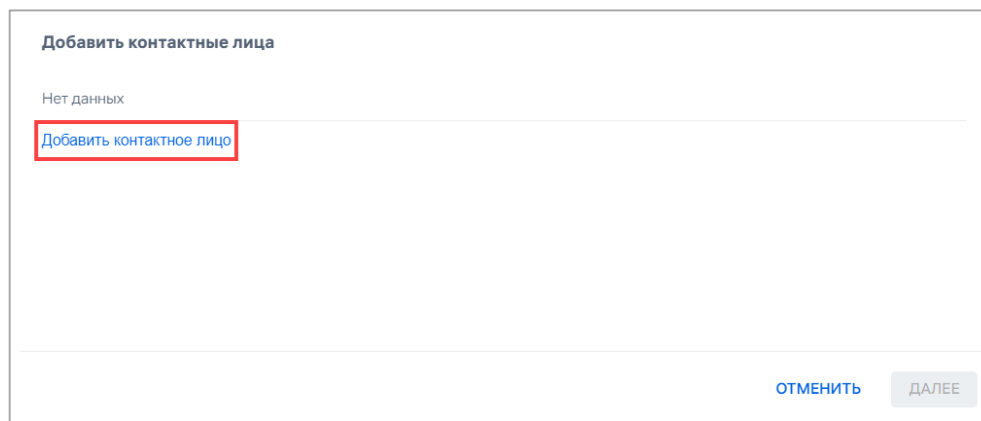 Добавить контактные лица
Нет данных
Добавить контактное лицо
ОТМЕНИТЬ ДАЛЕЕ